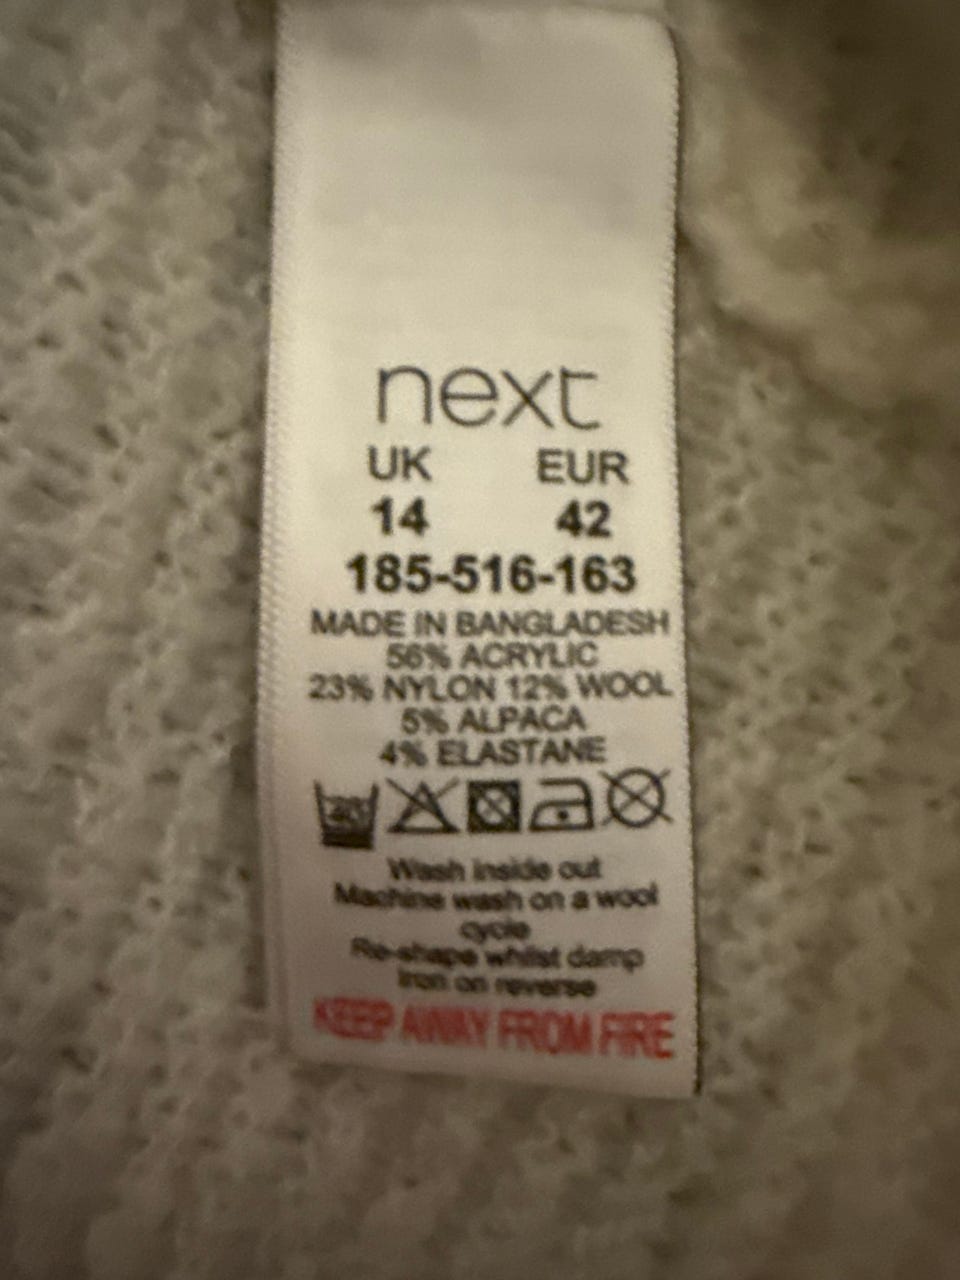 next
UK EUR
14 42
185-516-163
MADE IN BANGLADESH
56% ACRYLIC
23% NYLON 12% WOOL
5% ALPACA
4% ELASTANE
Wash inside out
Machine wash on a wool
cycle
Re-shape whilst damp
Iron on reverse
KEEP AWAY FROM FIRE